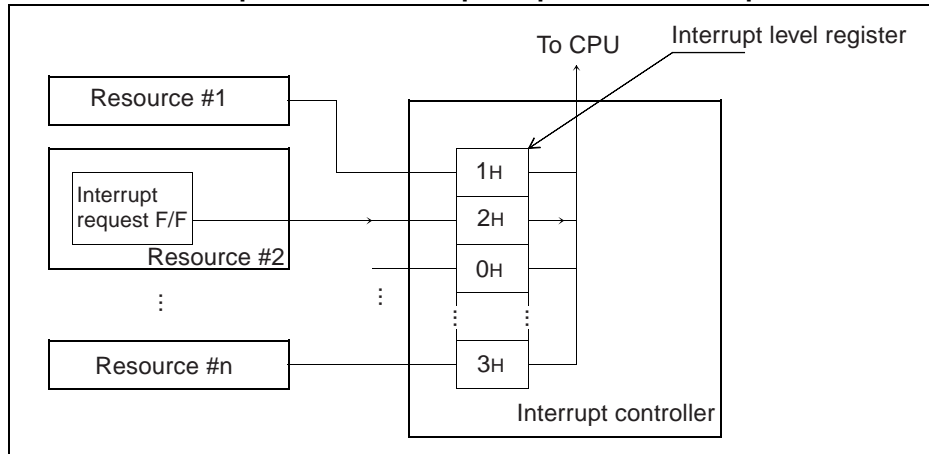 To CPU
Interrupt level register
Resource #1
1H
Interrupt
request F/F
2H
Resource #2
0H
Resource #n
3H
Interrupt controller